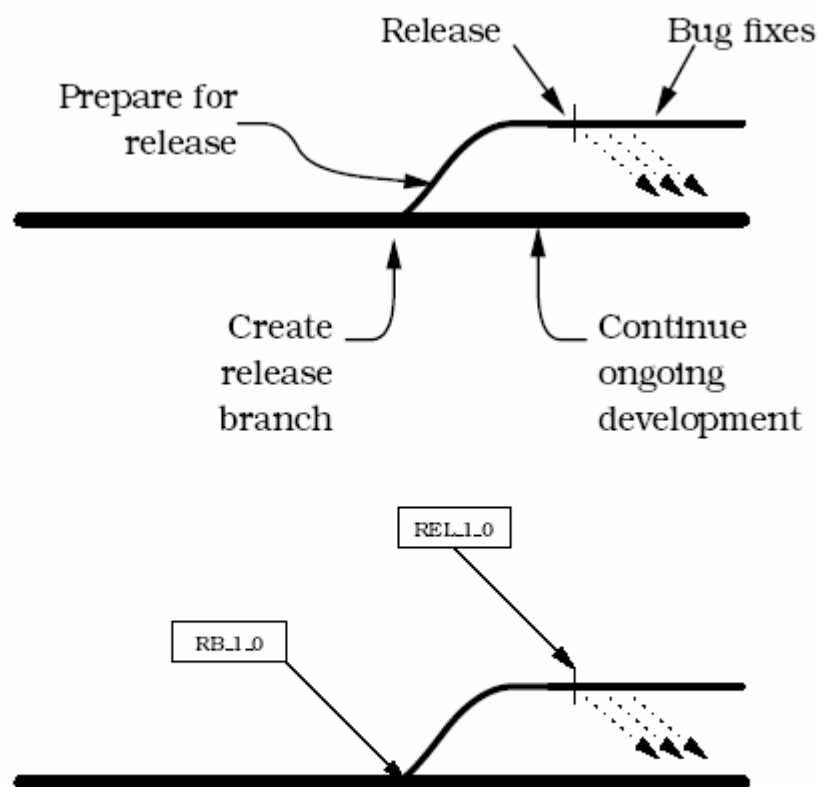 Release
Bug fixes
Prepare for
release
Create
release
branch
Continue
ongoing
development
REL_1_0
RB_1_0